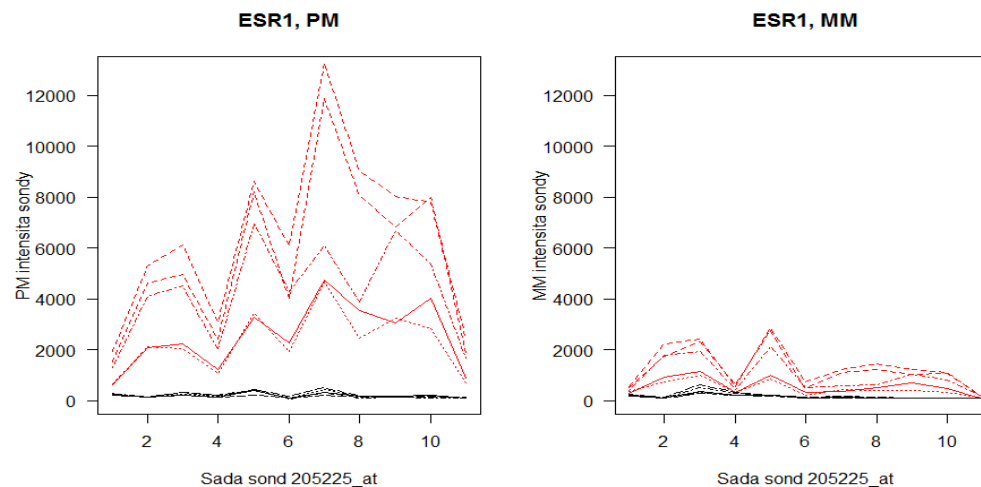 ESR1, PM
PM intensita sondy
12000
10000
8000
6000
4000
2000
0
2 4 6 8 10
Sada sond 205225_at
ESR1, MM
MM intensita sondy
12000
10000
8000
6000
4000
2000
0
2 4 6 8 10
Sada sond 205225_at